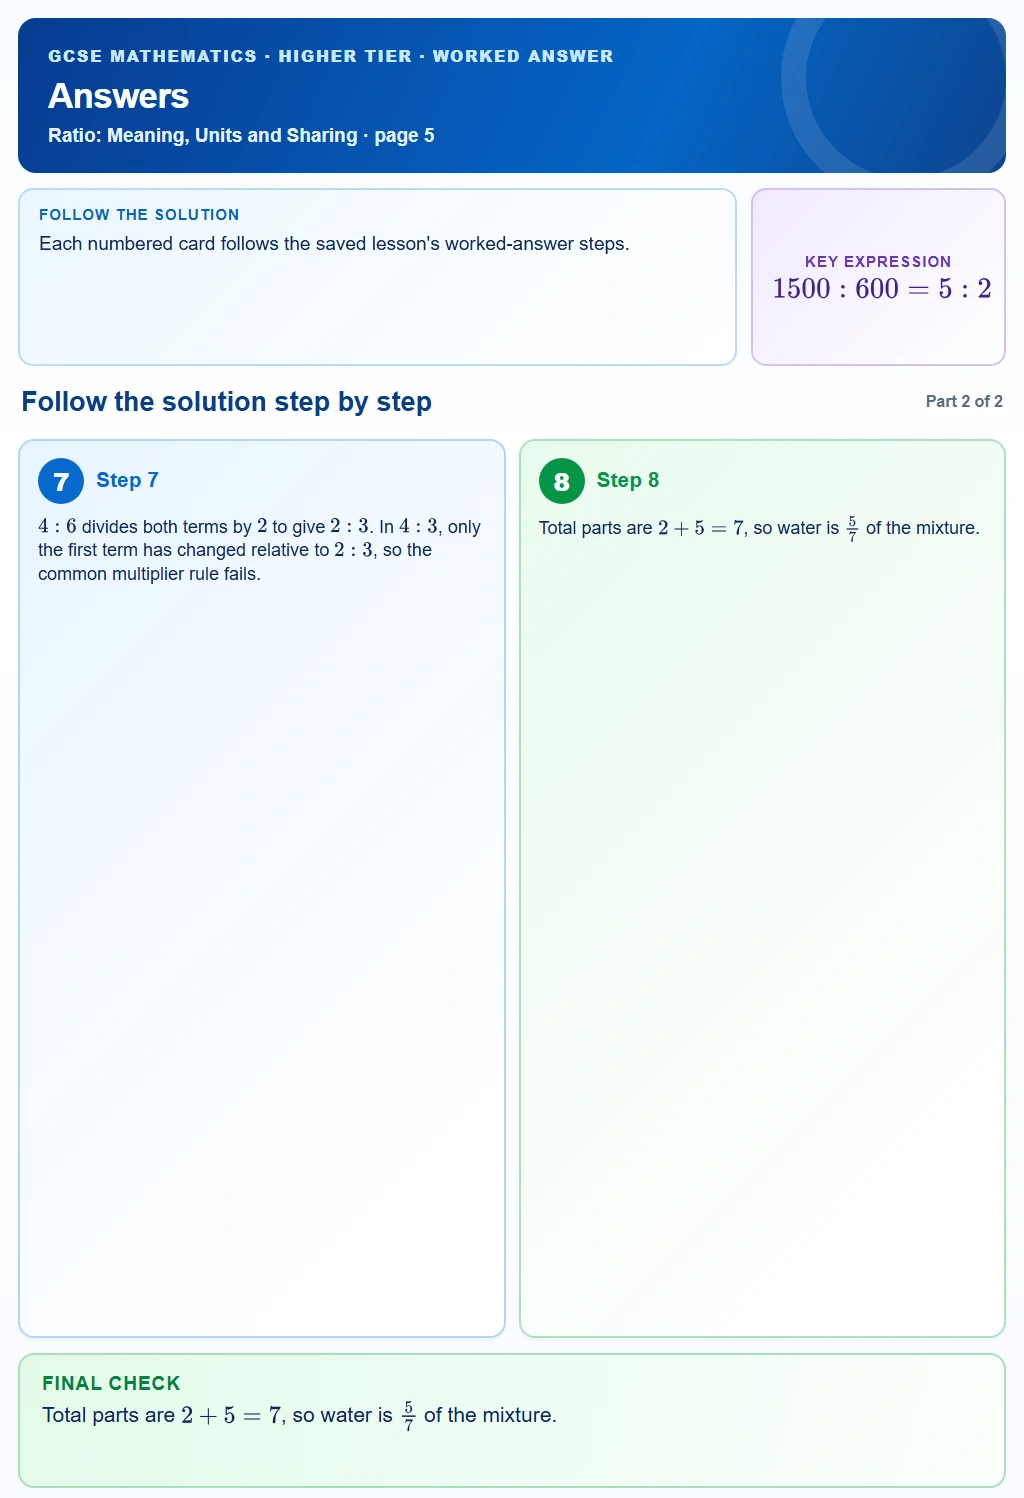 GCSE MATHEMATICS · HIGHER TIER · WORKED ANSWER
Answers
Ratio: Meaning, Units and Sharing · page 5
FOLLOW THE SOLUTION
Each numbered card follows the saved lesson's worked-answer steps.
KEY EXPRESSION
1500 : 600 = 5 : 2
Follow the solution step by step
Part 2 of 2
7 Step 7
4 : 6 divides both terms by 2 to give 2 : 3. In 4 : 3, only
the first term has changed relative to 2 : 3, so the
common multiplier rule fails.
8 Step 8
Total parts are 2 + 5 = 7, so water is 5/7 of the mixture.
FINAL CHECK
Total parts are 2 + 5 = 7, so water is 5/7 of the mixture.